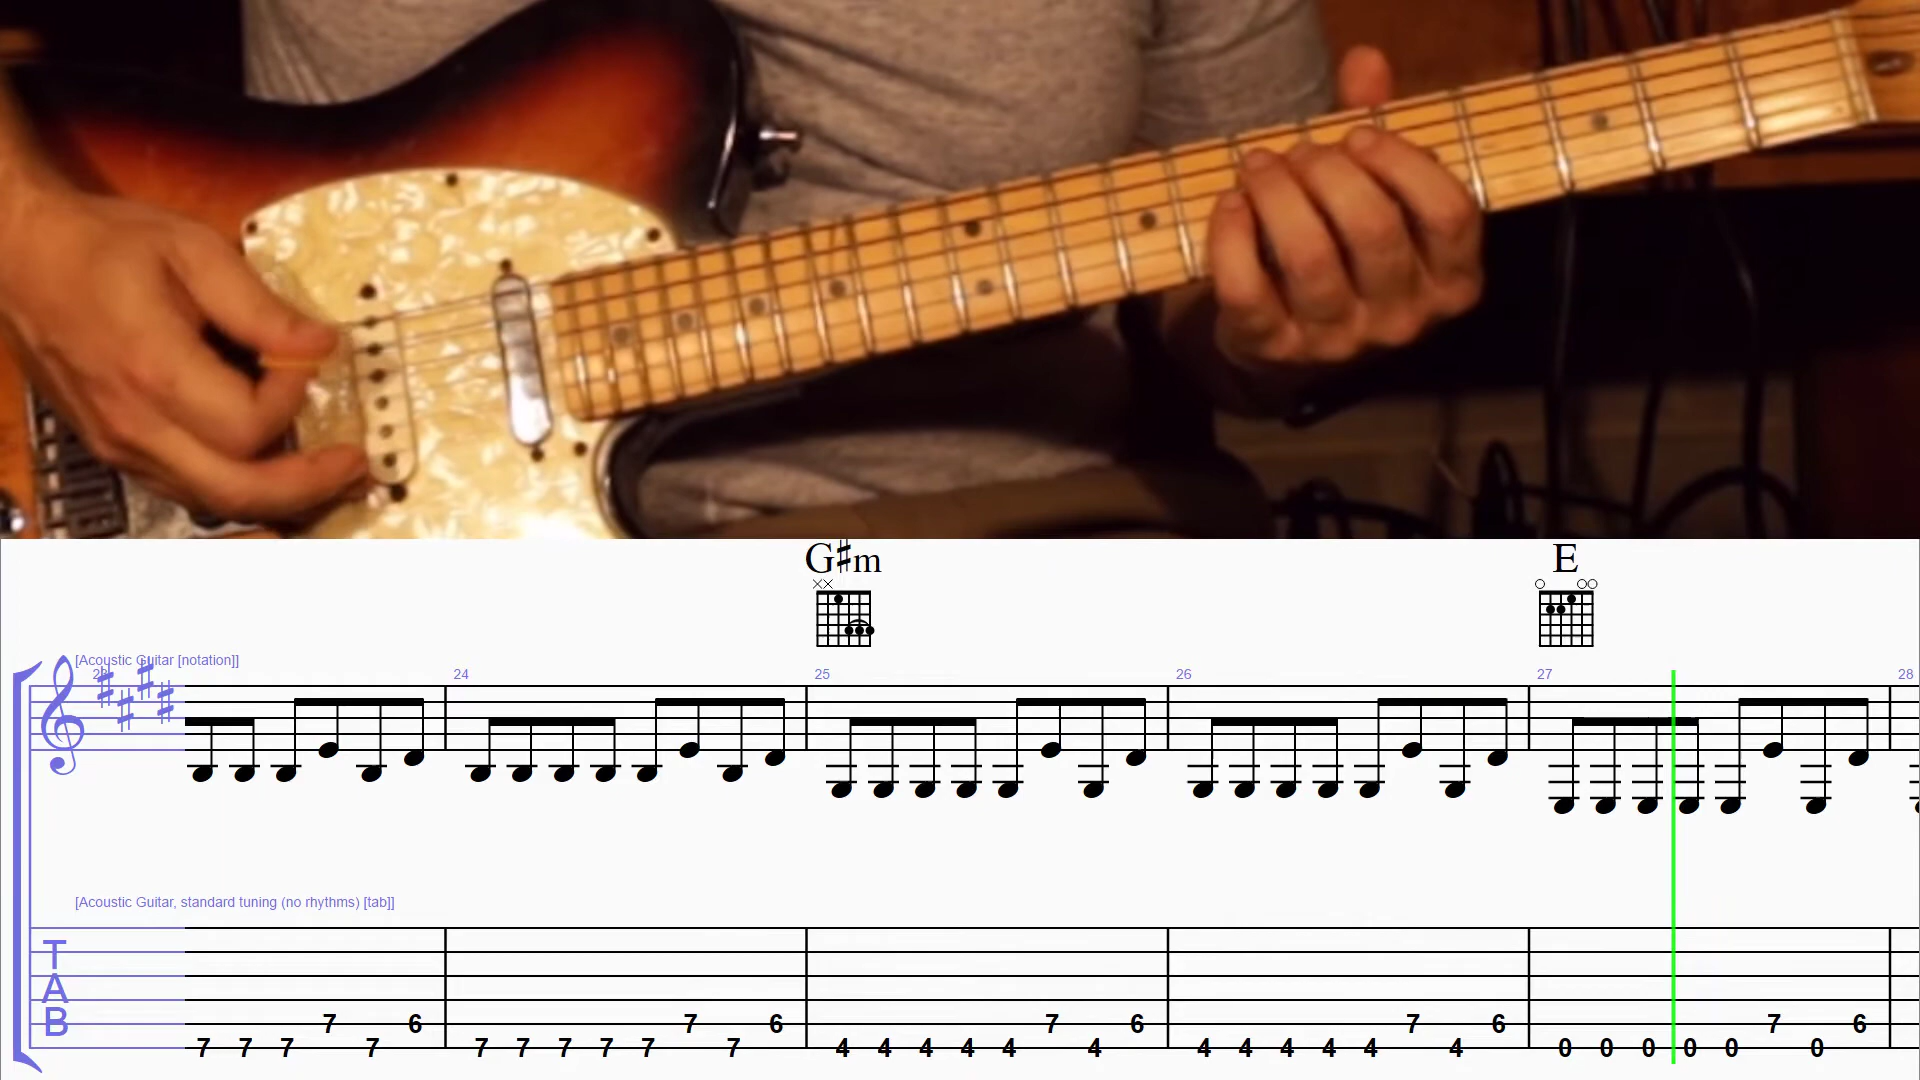 G♯m
E
[Acoustic Guitar [notation]]
23 24 25 26 27 28
[Acoustic Guitar, standard tuning (no rhythms) [tab]]
T
A
B
7 6 7 6 7 6 7 6 7 6
7 7 7 7 7 7 7 7 7 7 4 4 4 4 4 4 4 4 4 4 4 4 0 0 0 0 0 0